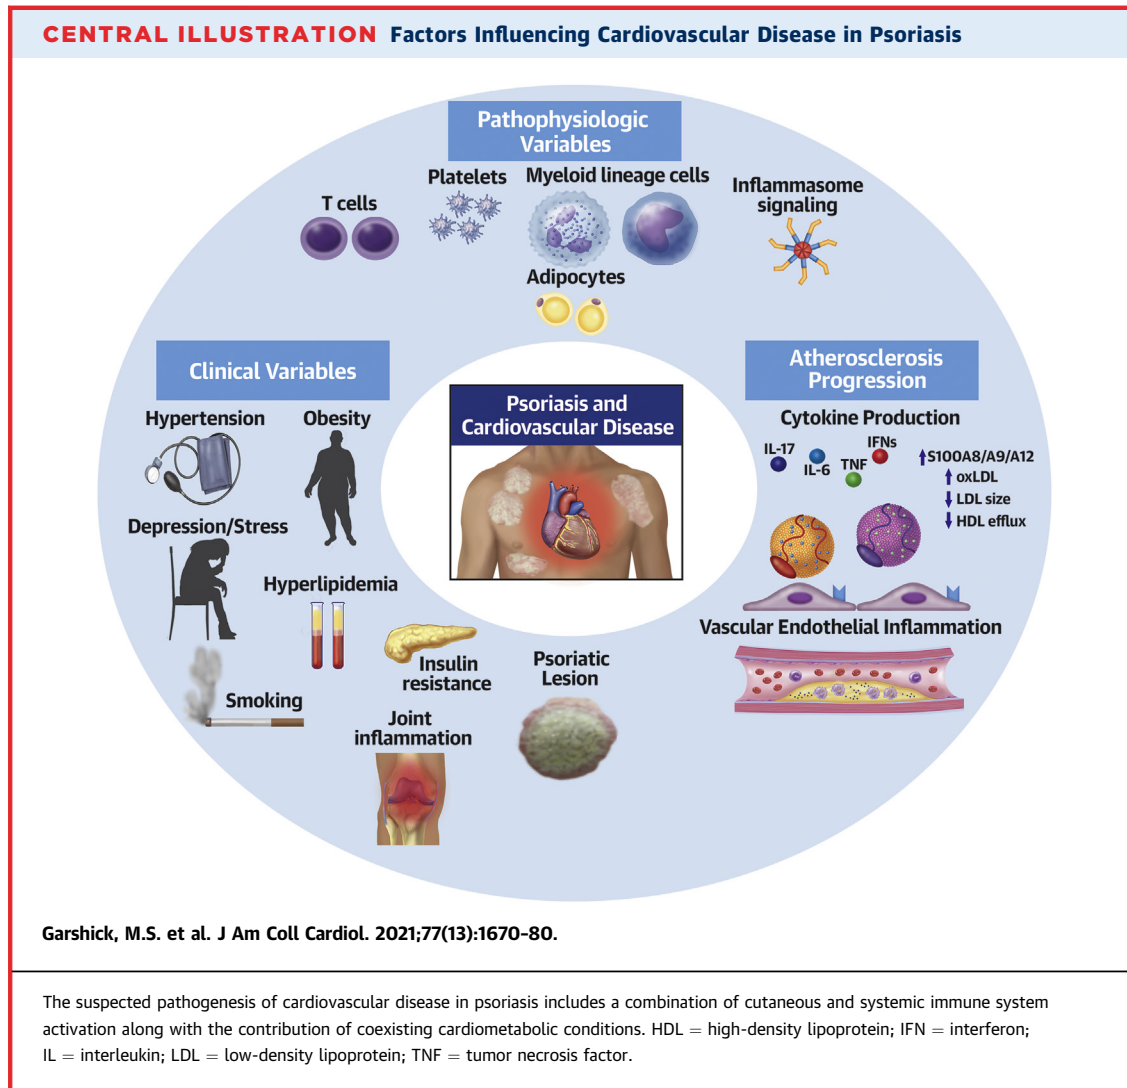 CENTRAL ILLUSTRATION Factors Influencing Cardiovascular Disease in Psoriasis
Pathophysiologic
Variables
T cells
Platelets
Myeloid lineage cells
Inflammasome
signaling
Adipocytes
Clinical Variables
Hypertension
Obesity
Depression/Stress
Hyperlipidemia
Insulin
resistance
Smoking
Joint
inflammation
Psoriatic
Lesion
Psoriasis and
Cardiovascular Disease
Atherosclerosis
Progression
Cytokine Production
IL-17
IL-6
TNF
IFNs
↑S100A8/A9/A12
↑ oxLDL
↓ LDL size
↓ HDL efflux
Vascular Endothelial Inflammation
Garshick, M.S. et al. J Am Coll Cardiol. 2021;77(13):1670–80.
The suspected pathogenesis of cardiovascular disease in psoriasis includes a combination of cutaneous and systemic immune system
activation along with the contribution of coexisting cardiometabolic conditions. HDL = high-density lipoprotein; IFN = interferon;
IL = interleukin; LDL = low-density lipoprotein; TNF = tumor necrosis factor.